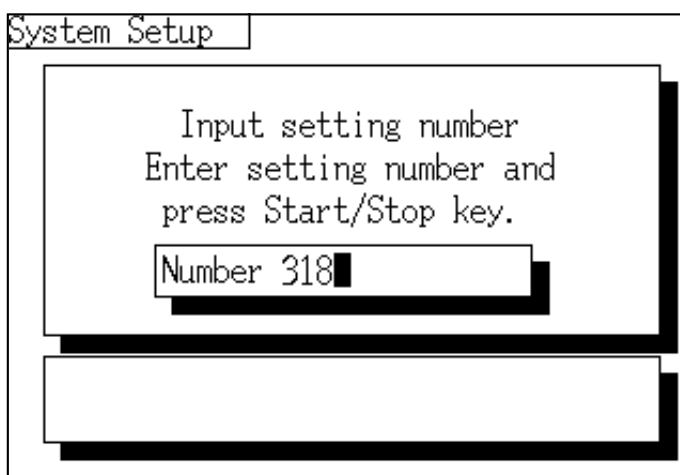 System Setup
Input setting number
Enter setting number and
press Start/Stop key.
Number 318